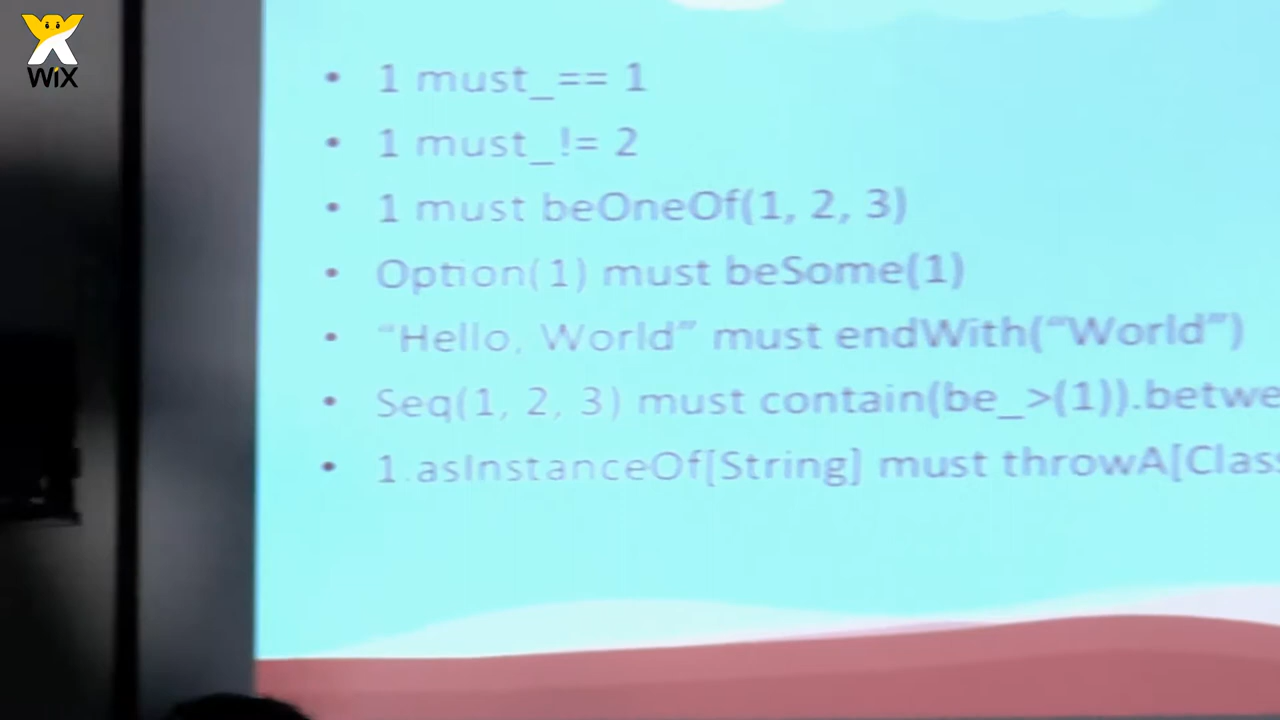 WiX
• 1 must_== 1
• 1 must_!= 2
• 1 must beOneOf(1, 2, 3)
• Option(1) must beSome(1)
• “Hello, World” must endWith(“World”)
• Seq(1, 2, 3) must contain(be_>(1)).betwe
• 1.asInstanceOf[String] must throwA[Clas